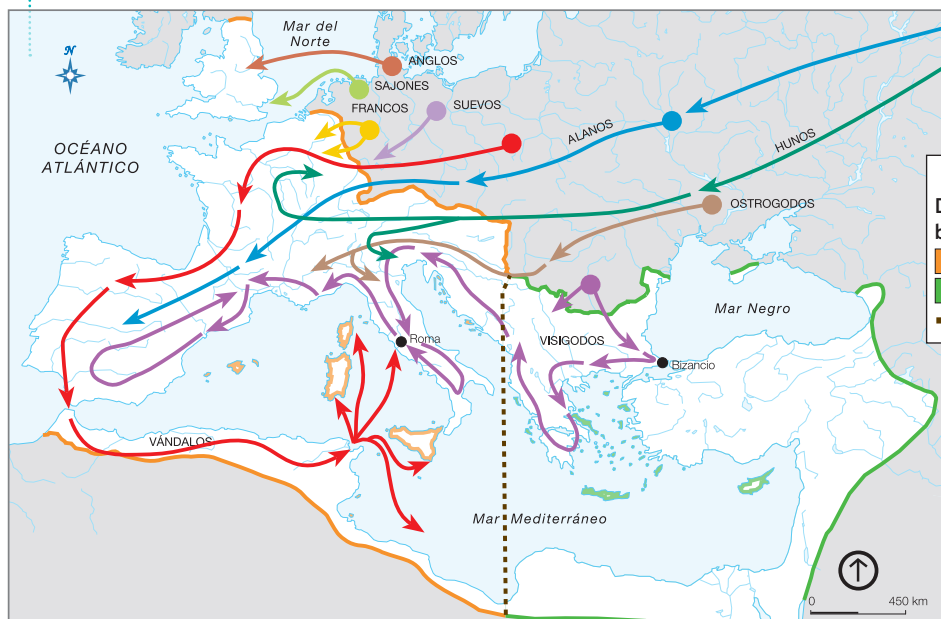 Mar del
Norte
N
ANGLOS
SAJONES
FRANCOS
SUEVOS
ALANOS
HUNOS
OCÉANO
ATLÁNTICO
OSTROGODOS
D
b
Mar Negro
Roma
VISIGODOS
Bizancio
VÁNDALOS
Mar Mediterráneo
0
450 km